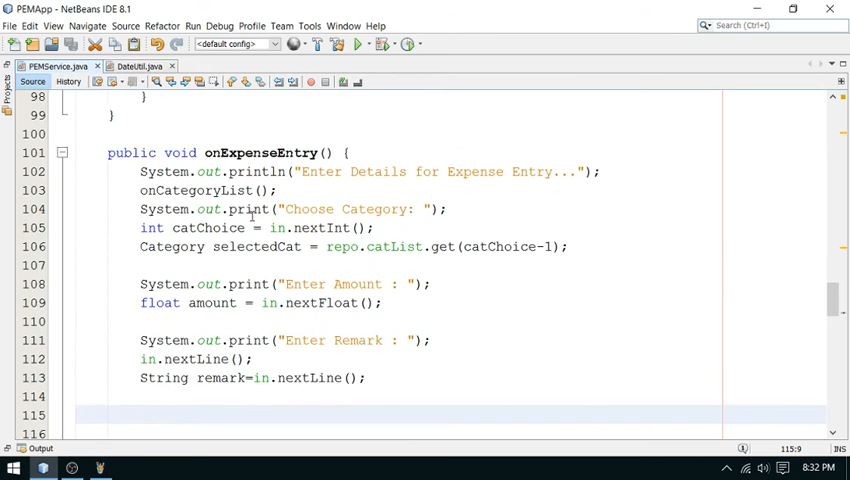 PEMApp - NetBeans IDE 8.1
File Edit View Navigate Source Refactor Run Debug Profile Team Tools Window Help
Search (Ctrl+I)
<default config>
PEMService.java
DateUtil.java
Source History
Projects
98 }
99 }
100
101 public void onExpenseEntry() {
102 System.out.println("Enter Details for Expense Entry...");
103 onCategoryList();
104 System.out.print("Choose Category: ");
105 int catChoice = in.nextInt();
106 Category selectedCat = repo.catList.get(catChoice-1);
107
108 System.out.print("Enter Amount : ");
109 float amount = in.nextFloat();
110
111 System.out.print("Enter Remark : ");
112 in.nextLine();
113 String remark=in.nextLine();
114
115
116
Output
115:9
INS
8:32 PM